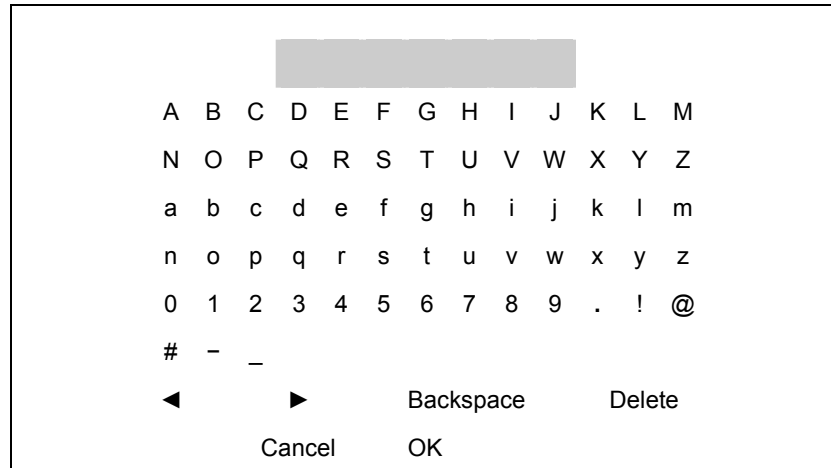 A B C D E F G H I J K L M
N O P Q R S T U V W X Y Z
a b c d e f g h i j k l m
n o p q r s t u v w x y z
0 1 2 3 4 5 6 7 8 9 . ! @
# − _
◄ ► Backspace Delete
Cancel OK